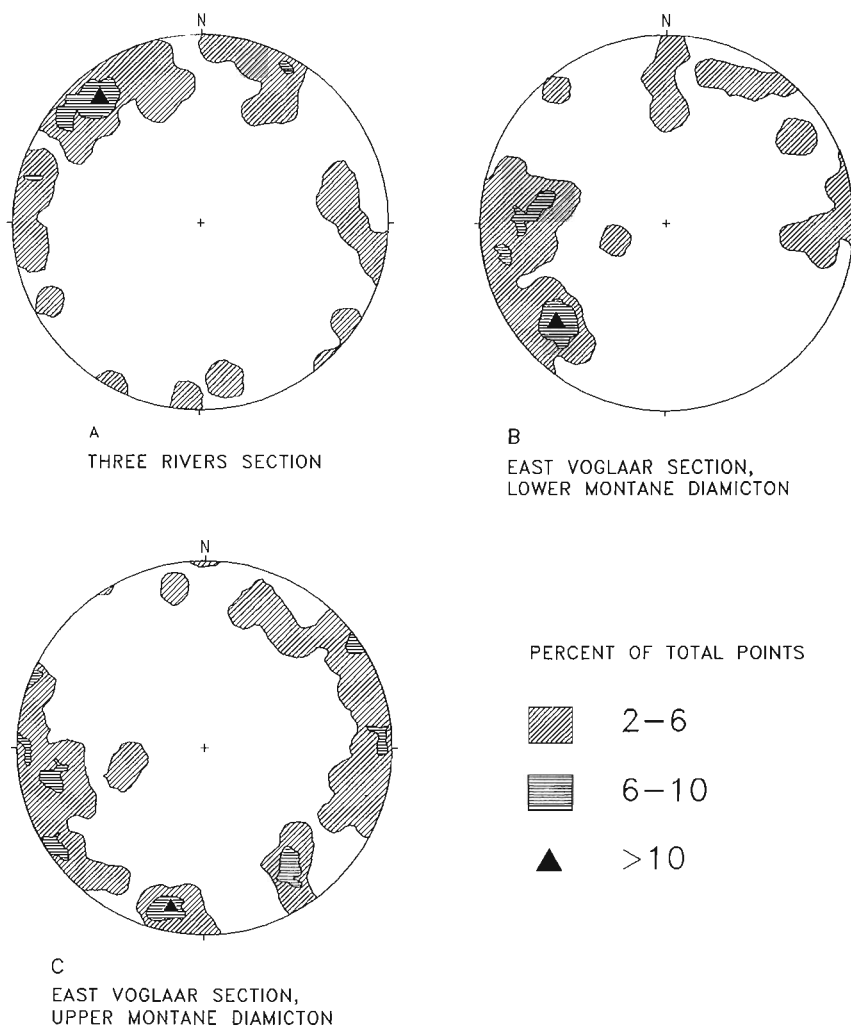 N
A
THREE RIVERS SECTION
N
B
EAST VOGLAAR SECTION,
LOWER MONTANE DIAMICTON
N
C
EAST VOGLAAR SECTION,
UPPER MONTANE DIAMICTON
PERCENT OF TOTAL POINTS
2-6
6-10
>10